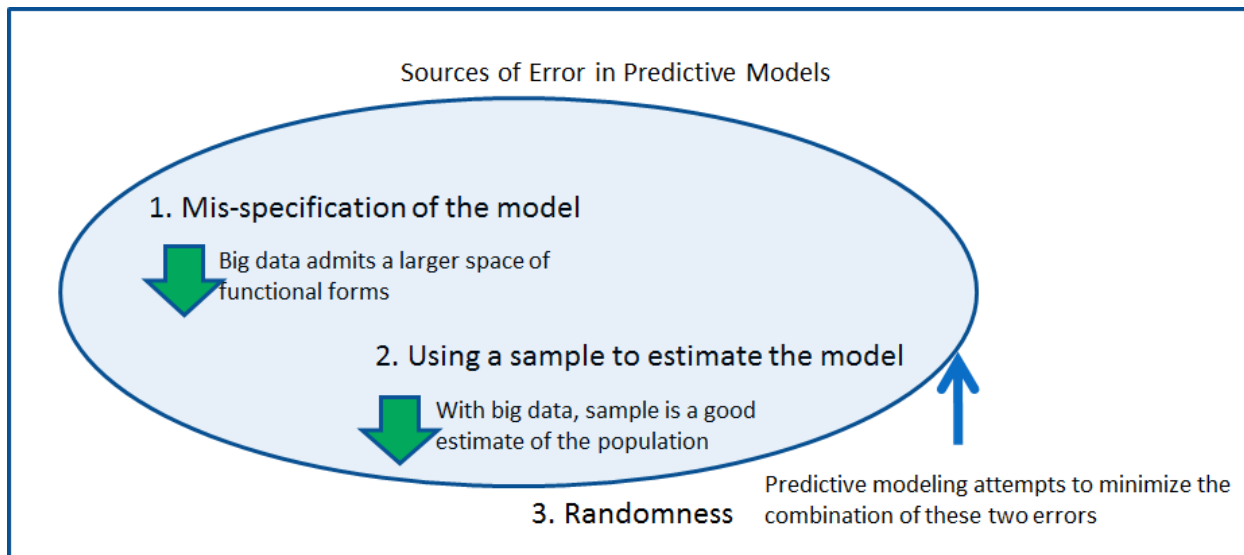 Sources of Error in Predictive Models
1. Mis-specification of the model
Big data admits a larger space of
functional forms
2. Using a sample to estimate the model
With big data, sample is a good
estimate of the population
3. Randomness
Predictive modeling attempts to minimize the
combination of these two errors